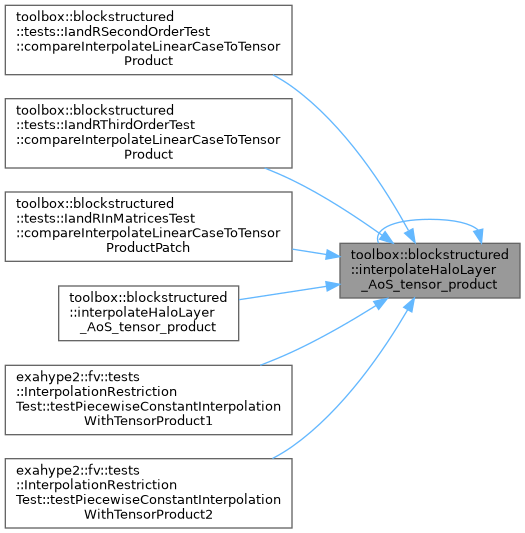 toolbox::blockstructured
::tests::IandRSecondOrderTest
::compareInterpolateLinearCaseToTensor
Product
toolbox::blockstructured
::tests::IandRThirdOrderTest
::compareInterpolateLinearCaseToTensor
Product
toolbox::blockstructured
::tests::IandRInMatricesTest
::compareInterpolateLinearCaseToTensor
ProductPatch
toolbox::blockstructured
::interpolateHaloLayer
_AoS_tensor_product
toolbox::blockstructured
::interpolateHaloLayer
_AoS_tensor_product
exahype2::fv::tests
::InterpolationRestriction
Test::testPiecewiseConstantInterpolation
WithTensorProduct1
exahype2::fv::tests
::InterpolationRestriction
Test::testPiecewiseConstantInterpolation
WithTensorProduct2